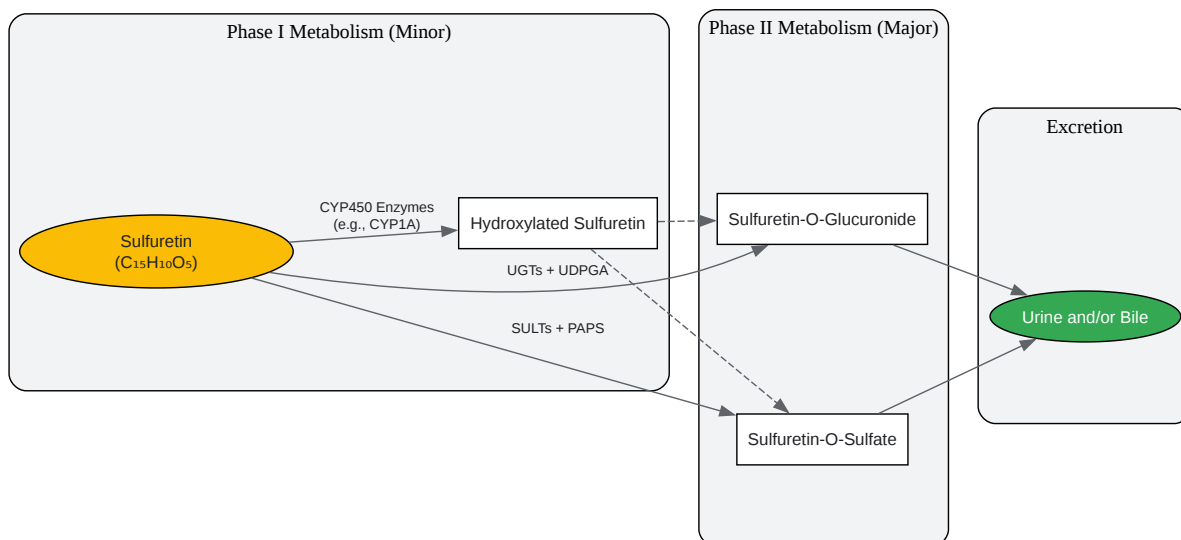 Phase I Metabolism (Minor)
Phase II Metabolism (Major)
Excretion
CYP450 Enzymes
(e.g., CYP1A)
Hydroxylated Sulfuretin
Sulfuretin-O-Glucuronide
Sulfuretin
(C₁₅H₁₀O₅)
UGTs + UDPGA
Urine and/or Bile
SULTs + PAPS
Sulfuretin-O-Sulfate